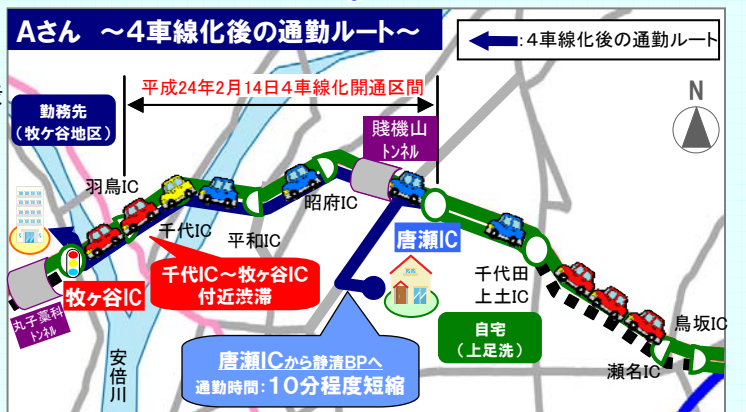 Aさん ～4車線化後の通勤ルート～
:4車線化後の通勤ルート
平成24年2月14日4車線化開通区間
N
勤務先
(牧ケ谷地区)
賤機山
トンネル
羽鳥IC
昭府IC
千代IC
平和IC
唐瀬IC
千代IC～牧ヶ谷IC
付近渋滞
牧ヶ谷IC
千代田
上土IC
丸子藁科
トンネル
鳥坂IC
自宅
(上足洗)
安倍川
唐瀬ICから静清BPへ
通勤時間:10分程度短縮
瀬名IC